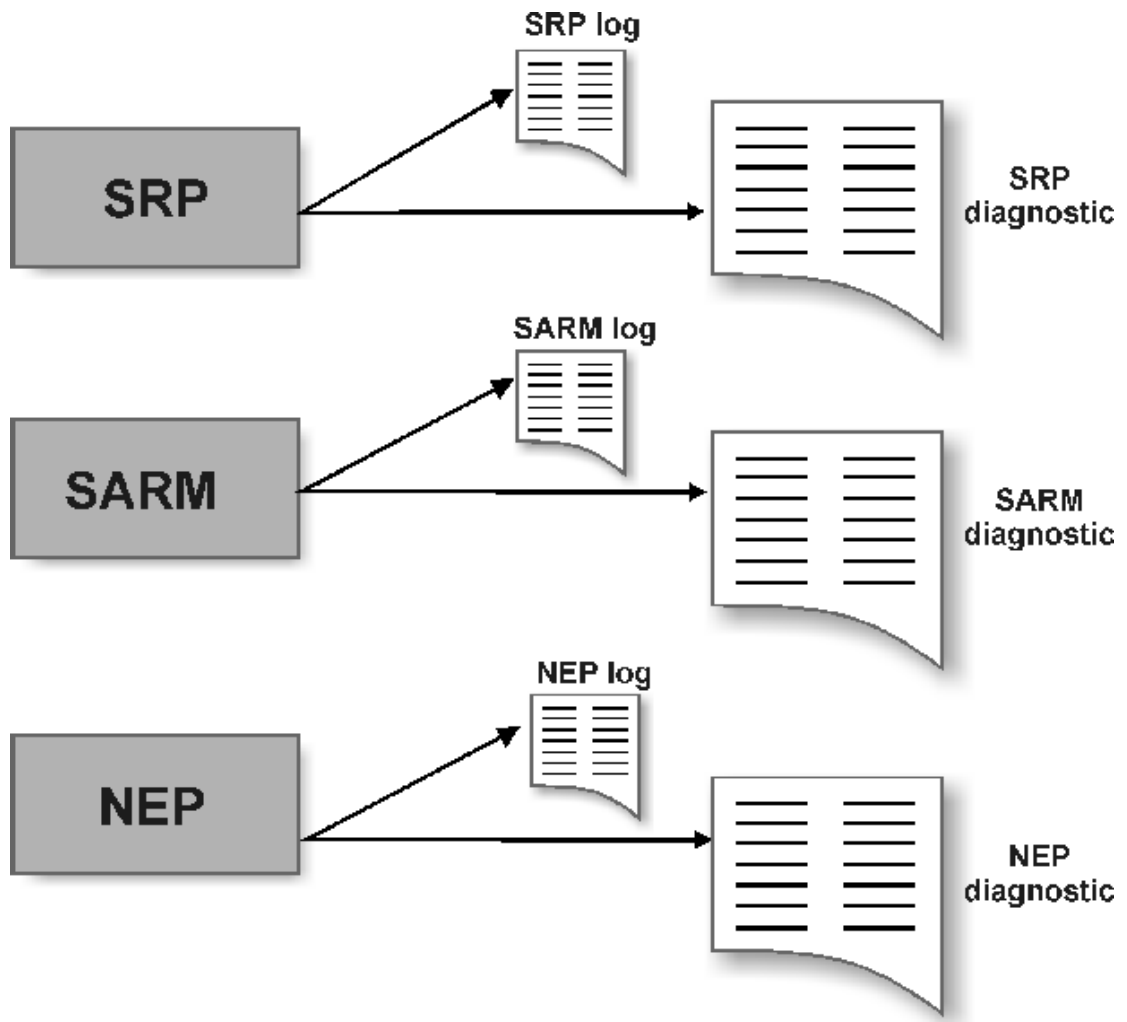 SRP log
SRP
SRP
diagnostic
SARM log
SARM
SARM
diagnostic
NEP log
NEP
NEP
diagnostic